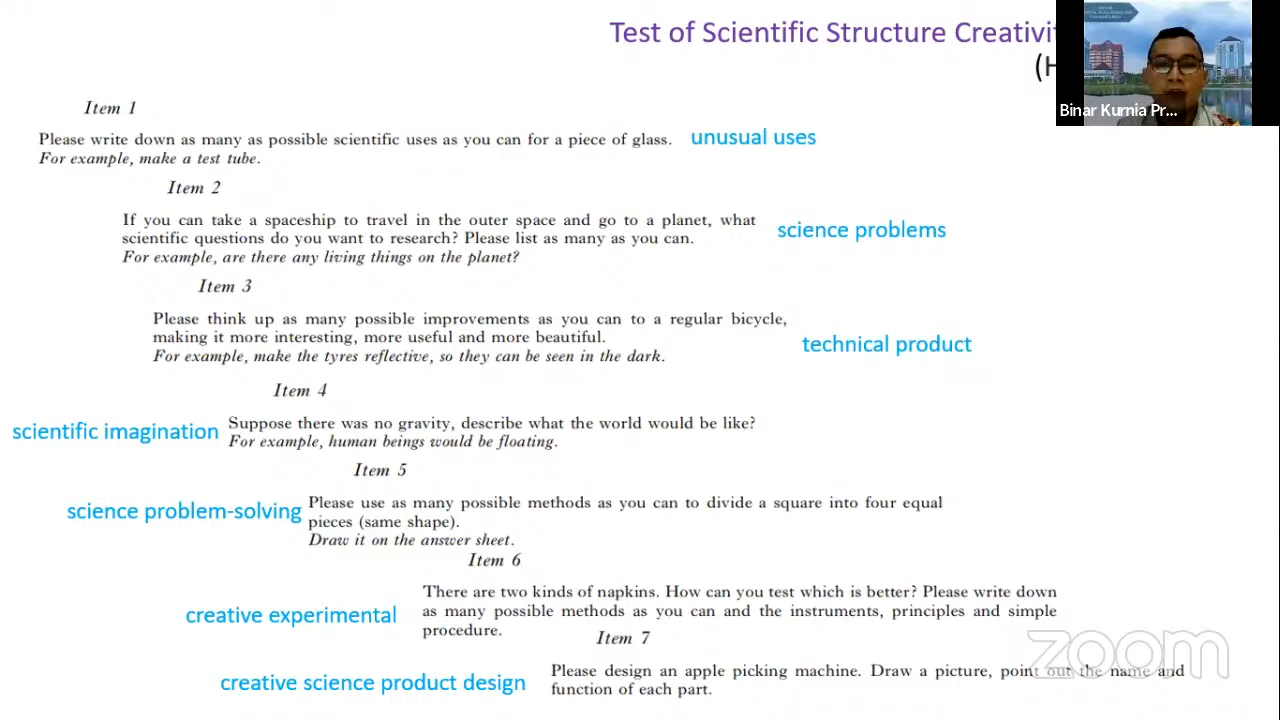 Test of Scientific Structure Creativi
(H
Binar Kurnia Pr...
Item 1
Please write down as many as possible scientific uses as you can for a piece of glass.
unusual uses
For example, make a test tube.
Item 2
If you can take a spaceship to travel in the outer space and go to a planet, what
scientific questions do you want to research? Please list as many as you can.
science problems
For example, are there any living things on the planet?
Item 3
Please think up as many possible improvements as you can to a regular bicycle,
making it more interesting, more useful and more beautiful.
technical product
For example, make the tyres reflective, so they can be seen in the dark.
Item 4
scientific imagination
Suppose there was no gravity, describe what the world would be like?
For example, human beings would be floating.
Item 5
science problem-solving
Please use as many possible methods as you can to divide a square into four equal
pieces (same shape).
Draw it on the answer sheet.
Item 6
creative experimental
There are two kinds of napkins. How can you test which is better? Please write down
as many possible methods as you can and the instruments, principles and simple
procedure.
Item 7
creative science product design
Please design an apple picking machine. Draw a picture, point out the name and
function of each part.
zoom